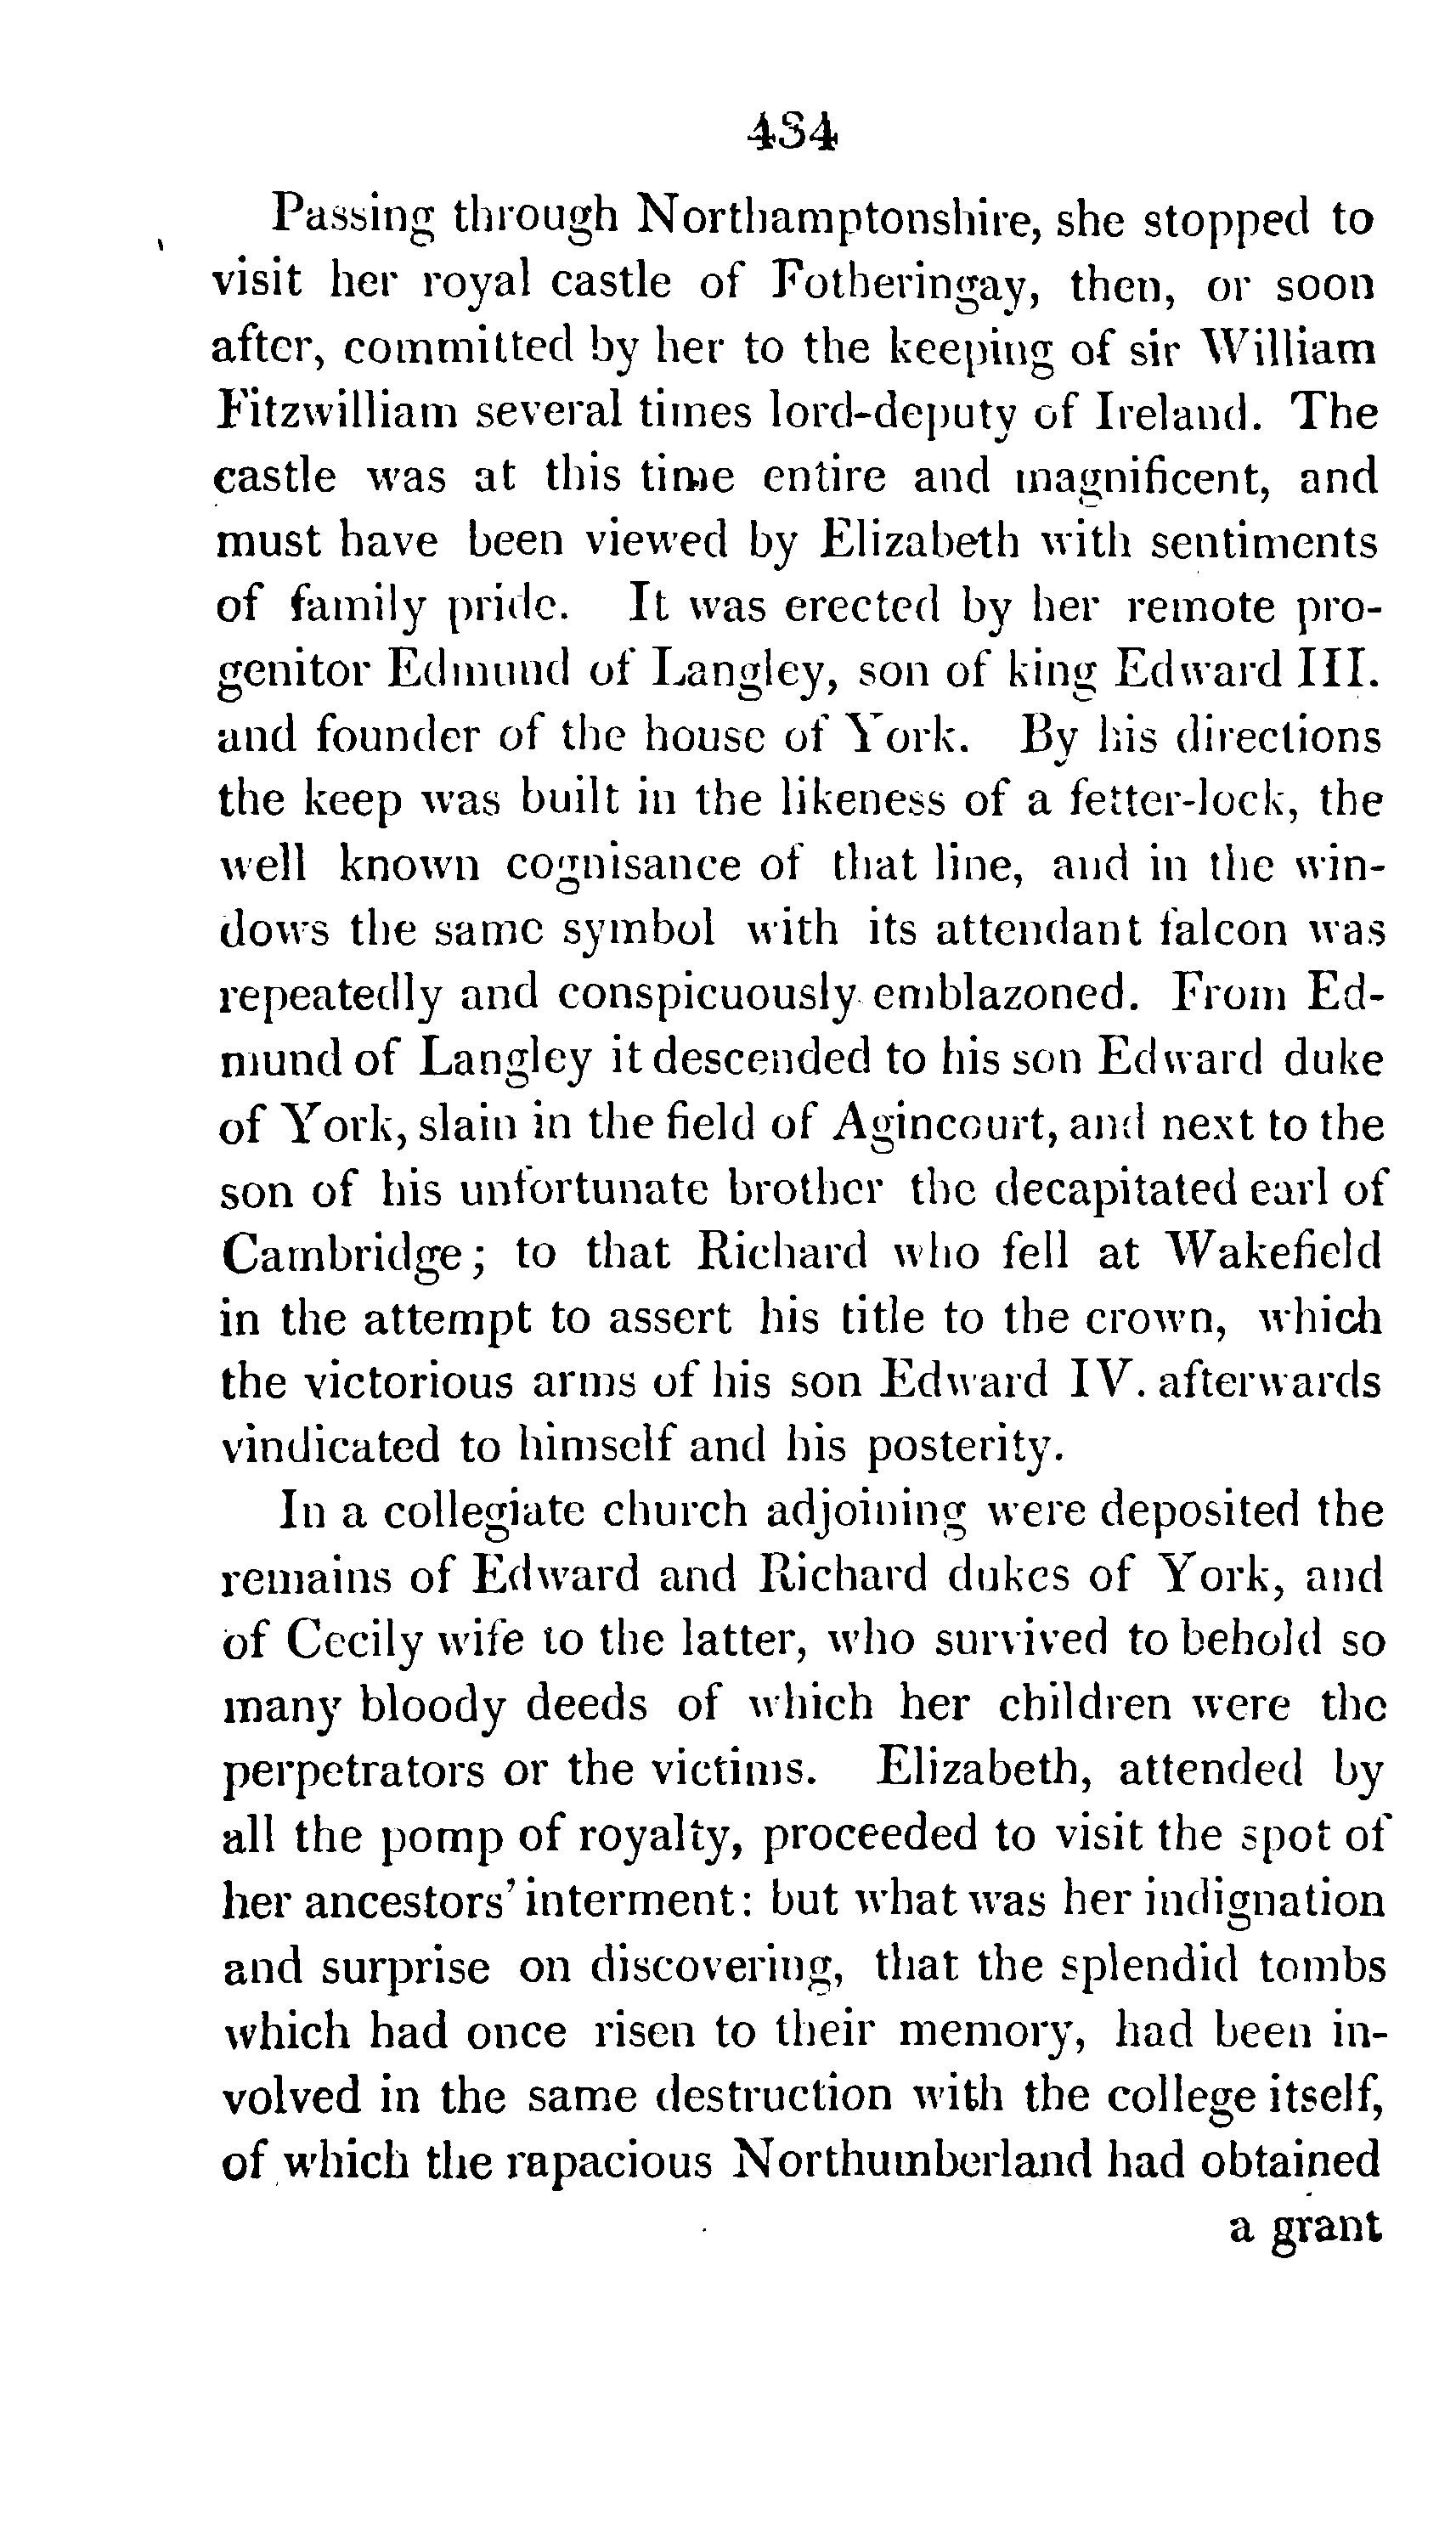 434
Passing through Northamptonshire, she stopped to
visit her royal castle of Fotheringay, then, or soon
after, committed by her to the keeping of sir William
Fitzwilliam several times lord-deputy of Ireland. The
castle was at this time entire and magnificent, and
must have been viewed by Elizabeth with sentiments
of family pride. It was erected by her remote pro-
genitor Edmund of Langley, son of king Edward III.
and founder of the house of York. By his directions
the keep was built in the likeness of a fetter-lock, the
well known cognisance of that line, and in the win-
dows the same symbol with its attendant falcon was
repeatedly and conspicuously emblazoned. From Ed-
mund of Langley it descended to his son Edward duke
of York, slain in the field of Agincourt, and next to the
son of his unfortunate brother the decapitated earl of
Cambridge; to that Richard who fell at Wakefield
in the attempt to assert his title to the crown, which
the victorious arms of his son Edward IV. afterwards
vindicated to himself and his posterity.
In a collegiate church adjoining were deposited the
remains of Edward and Richard dukes of York, and
of Cecily wife to the latter, who survived to behold so
many bloody deeds of which her children were the
perpetrators or the victims. Elizabeth, attended by
all the pomp of royalty, proceeded to visit the spot of
her ancestors' interment: but what was her indignation
and surprise on discovering, that the splendid tombs
which had once risen to their memory, had been in-
volved in the same destruction with the college itself,
of which the rapacious Northumberland had obtained
a grant